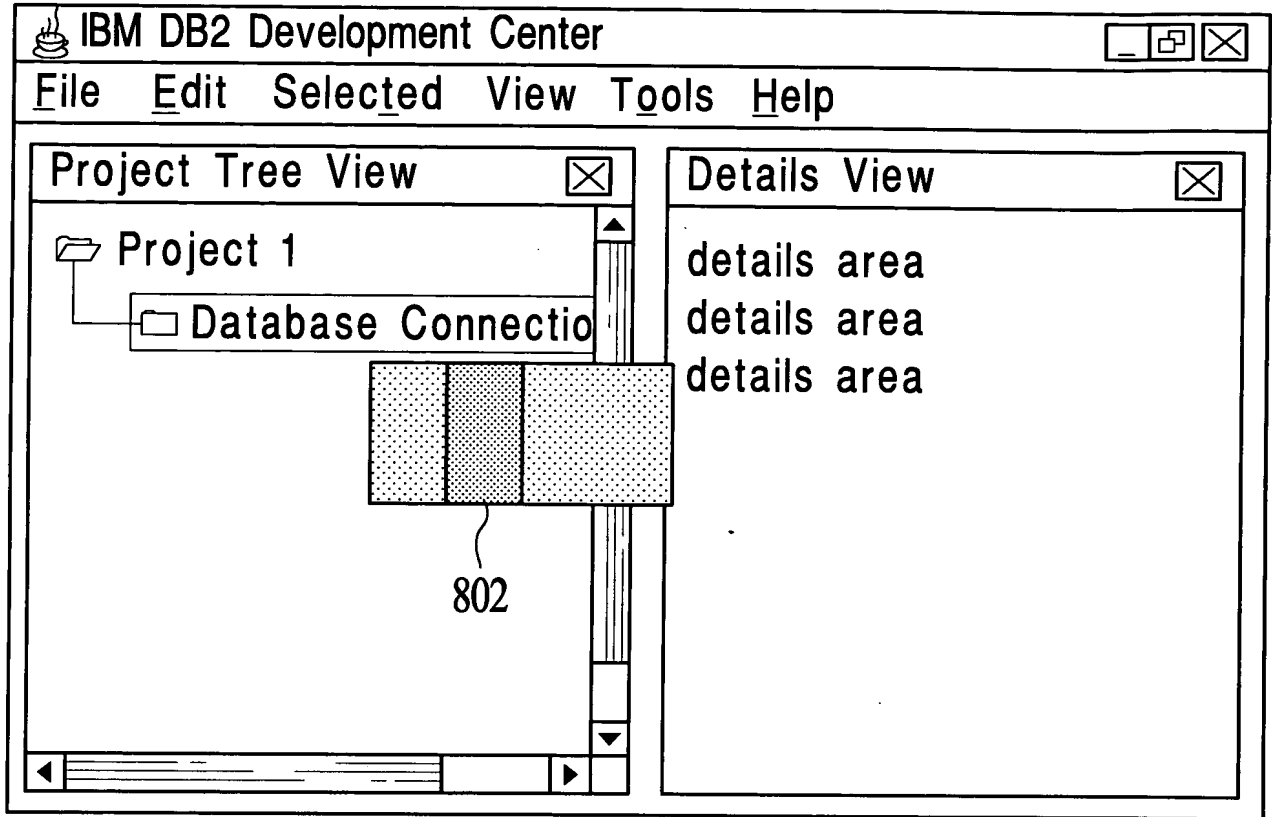 IBM DB2 Development Center
File Edit Selected View Tools Help
Project Tree View
Project 1
Database Connectio
802
Details View
details area
details area
details area